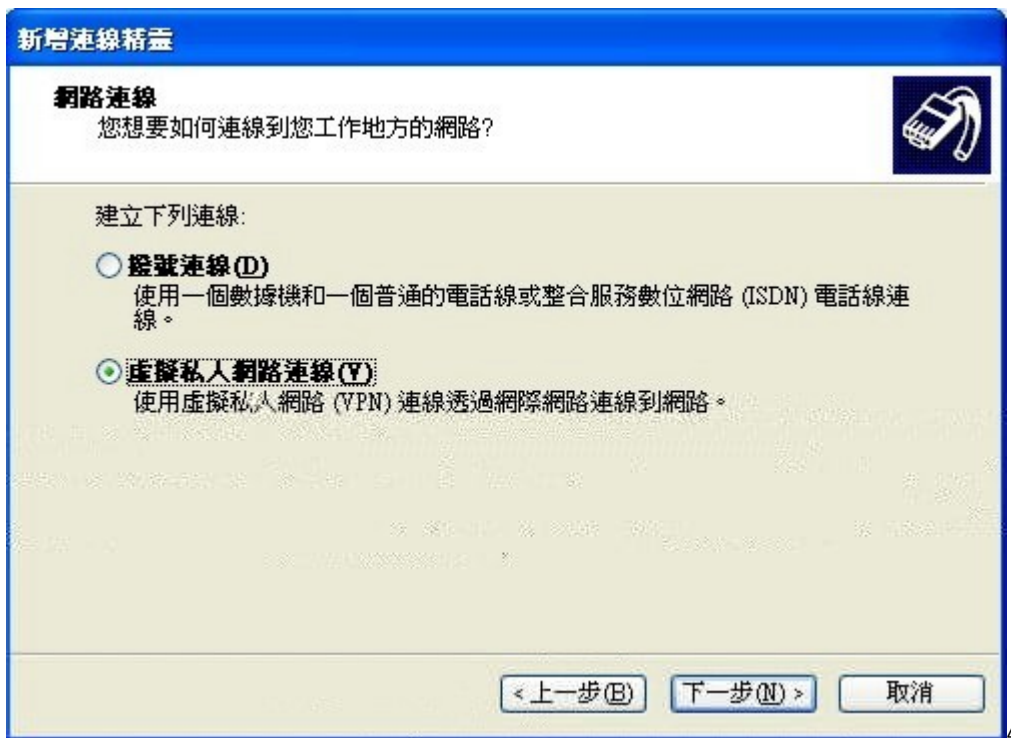 新增連線精靈
網路連線
您想要如何連線到您工作地方的網路?
建立下列連線:
撥號連線(D)
使用一個數據機和一個普通的電話線或整合服務數位網路 (ISDN) 電話線連
線。
虛擬私人網路連線(V)
使用虛擬私人網路 (VPN) 連線透過網際網路連線到網路。
<上一步(B) 下一步(N)> 取消